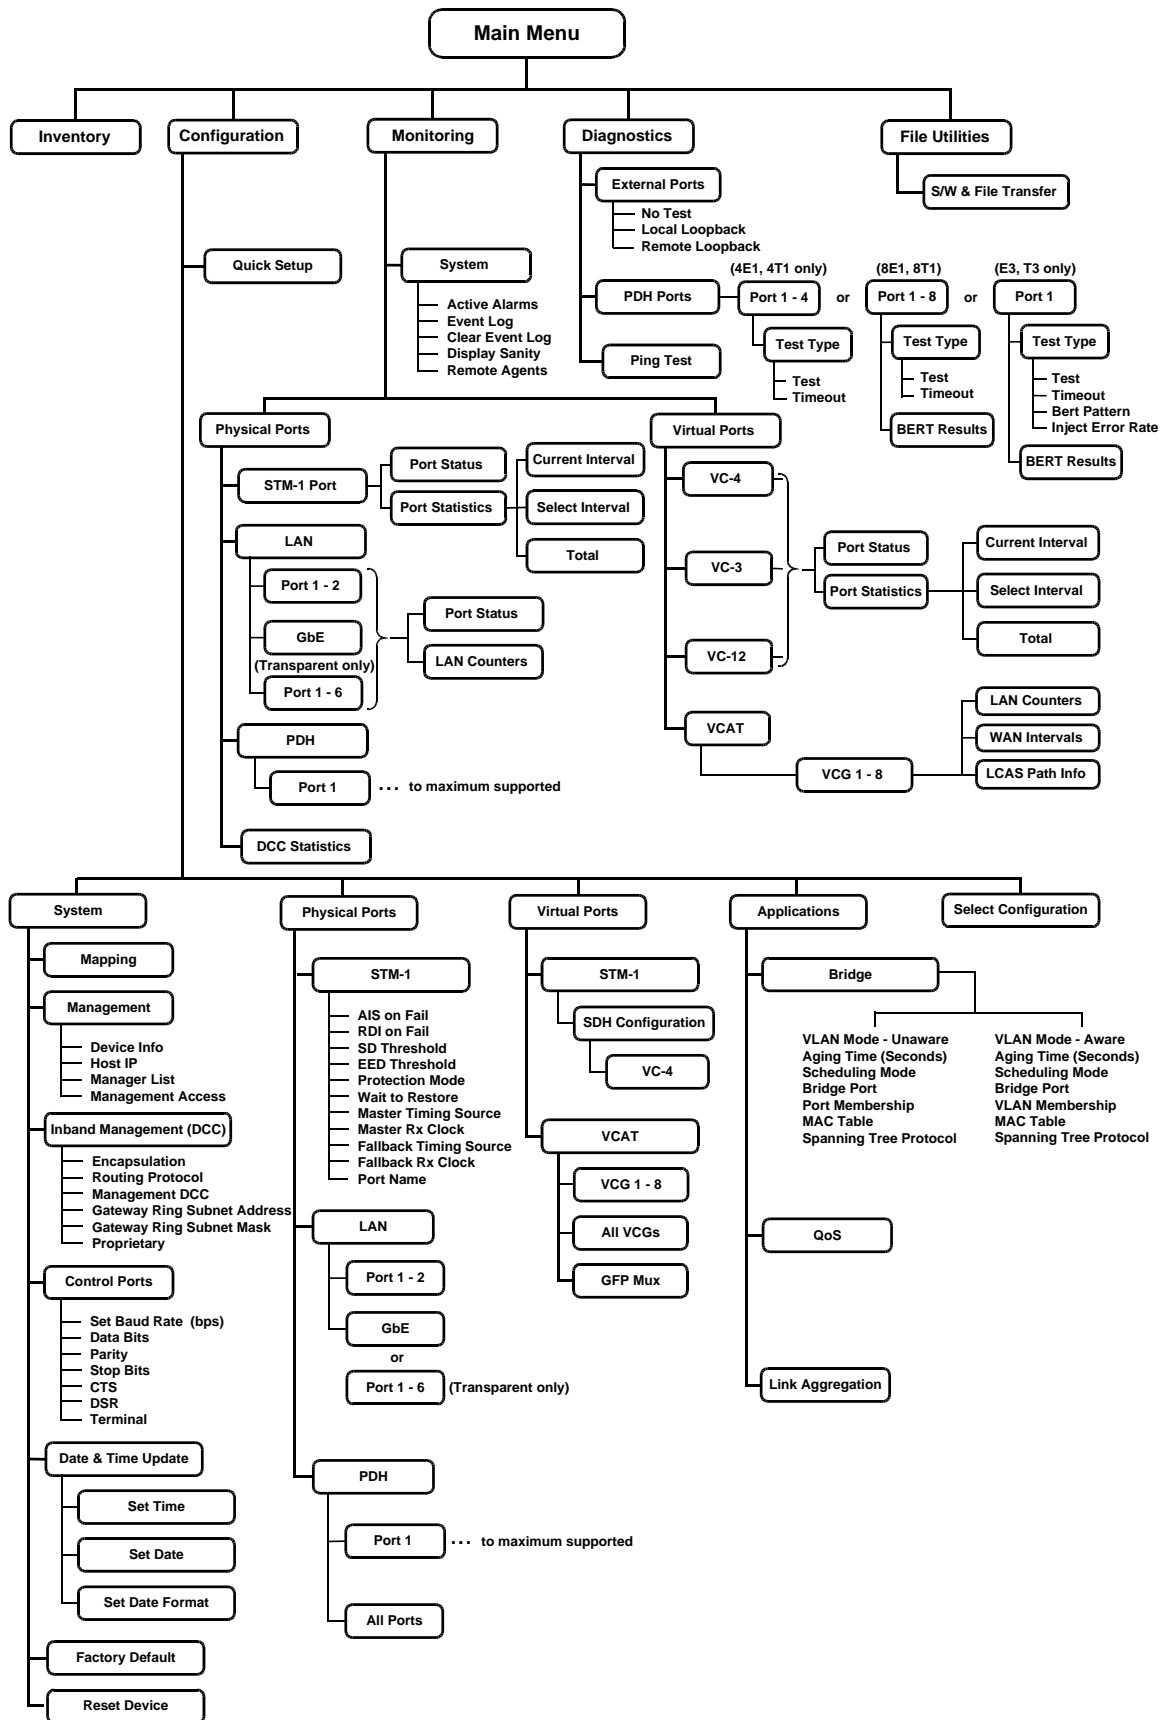 Main Menu
Inventory
Configuration
Monitoring
Diagnostics
File Utilities
S/W & File Transfer
External Ports
No Test
Local Loopback
Remote Loopback
Quick Setup
System
Active Alarms
Event Log
Clear Event Log
Display Sanity
Remote Agents
(4E1, 4T1 only)
(8E1, 8T1)
(E3, T3 only)
PDH Ports
Port 1 - 4
or
Port 1 - 8
or
Port 1
Ping Test
Test Type
Test
Timeout
Test Type
Test
Timeout
BERT Results
Test Type
Test
Timeout
Bert Pattern
Inject Error Rate
BERT Results
Physical Ports
STM-1 Port
Port Status
Port Statistics
Current Interval
Select Interval
Total
LAN
Port 1 - 2
GbE
(Transparent only)
Port 1 - 6
Port Status
LAN Counters
PDH
Port 1
... to maximum supported
DCC Statistics
Virtual Ports
VC-4
VC-3
VC-12
Port Status
Port Statistics
Current Interval
Select Interval
Total
VCAT
VCG 1 - 8
LAN Counters
WAN Intervals
LCAS Path Info
System
Mapping
Management
Device Info
Host IP
Manager List
Management Access
Inband Management (DCC)
Encapsulation
Routing Protocol
Management DCC
Gateway Ring Subnet Address
Gateway Ring Subnet Mask
Proprietary
Control Ports
Set Baud Rate (bps)
Data Bits
Parity
Stop Bits
CTS
DSR
Terminal
Date & Time Update
Set Time
Set Date
Set Date Format
Factory Default
Reset Device
Physical Ports
STM-1
AIS on Fail
RDI on Fail
SD Threshold
EED Threshold
Protection Mode
Wait to Restore
Master Timing Source
Master Rx Clock
Fallback Timing Source
Fallback Rx Clock
Port Name
LAN
Port 1 - 2
GbE
or
Port 1 - 6
(Transparent only)
PDH
Port 1
... to maximum supported
All Ports
Virtual Ports
STM-1
SDH Configuration
VC-4
VCAT
VCG 1 - 8
All VCGs
GFP Mux
Applications
Bridge
VLAN Mode - Unaware
Aging Time (Seconds)
Scheduling Mode
Bridge Port
Port Membership
MAC Table
Spanning Tree Protocol
VLAN Mode - Aware
Aging Time (Seconds)
Scheduling Mode
Bridge Port
VLAN Membership
MAC Table
Spanning Tree Protocol
QoS
Link Aggregation
Select Configuration